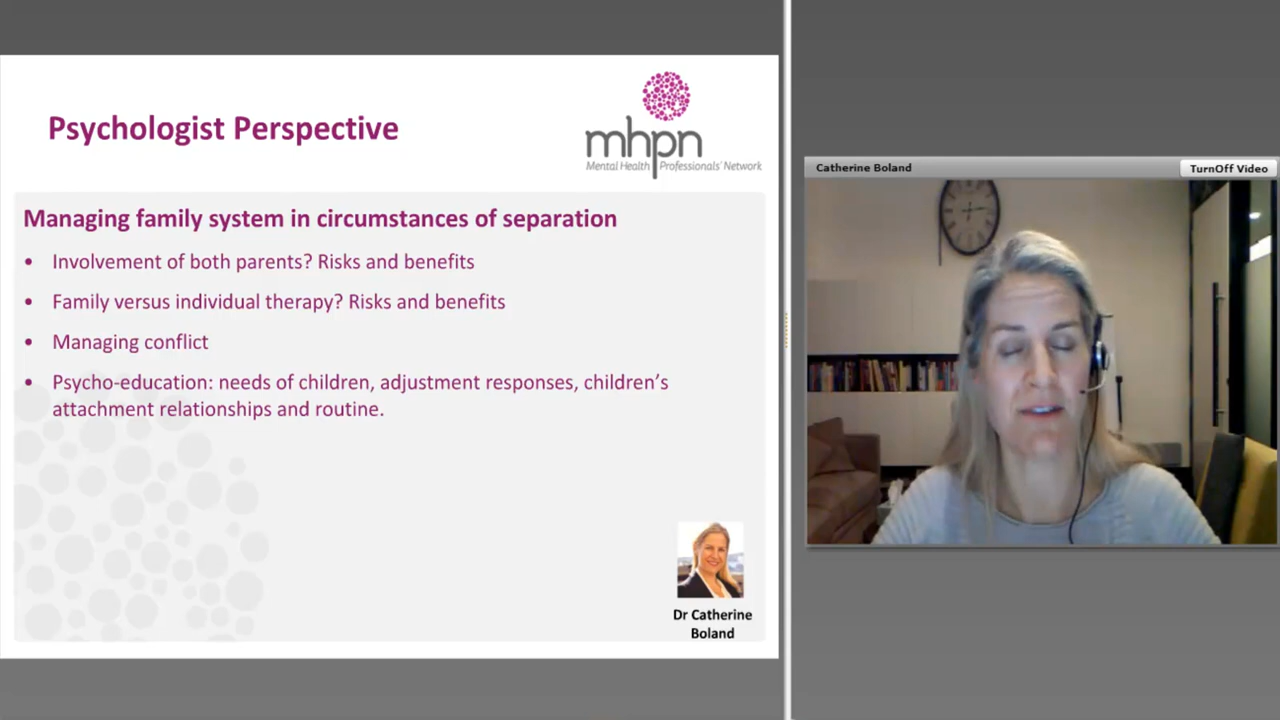 Psychologist Perspective
mhpn
Mental Health Professionals' Network
Managing family system in circumstances of separation
• Involvement of both parents? Risks and benefits
• Family versus individual therapy? Risks and benefits
• Managing conflict
• Psycho-education: needs of children, adjustment responses, children's
attachment relationships and routine.
Dr Catherine
Boland
Catherine Boland
TurnOff Video